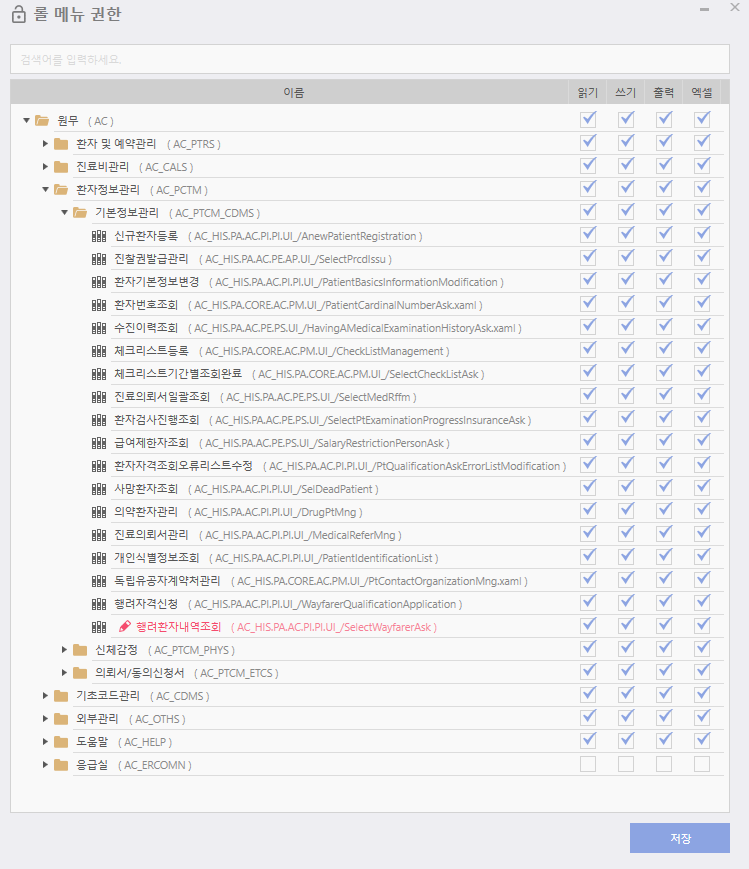 롤 메뉴 권한
검색어를 입력하세요.
이름 읽기 쓰기 출력 엑셀
원무 ( AC )
환자 및 예약관리 ( AC_PTRS )
진료비관리 ( AC_CALS )
환자정보관리 ( AC_PCTM )
기본정보관리 ( AC_PTCM_CDMS )
신규환자등록 ( AC_HIS.PA.AC.PI.PI.UI_/AnewPatientRegistration )
진찰권발급관리 ( AC_HIS.PA.AC.PE.AP.UI_/SelectPrcdIssu )
환자기본정보변경 ( AC_HIS.PA.AC.PI.PI.UI_/PatientBasicsInformationModification )
환자번호조회 ( AC_HIS.PA.CORE.AC.PM.UI_/PatientCardinalNumberAsk.xaml )
수진이력조회 ( AC_HIS.PA.AC.PE.PS.UI_/HavingAMedicalExaminationHistoryAsk.xaml )
체크리스트등록 ( AC_HIS.PA.CORE.AC.PM.UI_/CheckListManagement )
체크리스트기간별조회완료 ( AC_HIS.PA.CORE.AC.PM.UI_/SelectCheckListAsk )
진료의뢰서일괄조회 ( AC_HIS.PA.AC.PE.PS.UI_/SelectMedRffm )
환자검사진행조회 ( AC_HIS.PA.AC.PE.PS.UI_/SelectPtExaminationProgressInsuranceAsk )
급여제한자조회 ( AC_HIS.PA.AC.PE.PS.UI_/SalaryRestrictionPersonAsk )
환자자격조회오류리스트수정 ( AC_HIS.PA.AC.PI.PI.UI_/PtQualificationAskErrorListModification )
사망환자조회 ( AC_HIS.PA.AC.PI.PI.UI_/SelDeadPatient )
의약환자관리 ( AC_HIS.PA.AC.PI.PI.UI_/DrugPtMng )
진료의뢰서관리 ( AC_HIS.PA.AC.PI.PI.UI_/MedicalReferMng )
개인식별정보조회 ( AC_HIS.PA.AC.PI.PI.UI_/PatientIdentificationList )
독립유공자계약처관리 ( AC_HIS.PA.CORE.AC.PM.UI_/PtContactOrganizationMng.xaml )
행려자격신청 ( AC_HIS.PA.AC.PI.PI.UI_/WayfarerQualificationApplication )
행려환자내역조회 ( AC_HIS.PA.AC.PI.PI.UI_/SelectWayfarerAsk )
신체감정 ( AC_PTCM_PHYS )
의뢰서/동의신청서 ( AC_PTCM_ETCS )
기초코드관리 ( AC_CDMS )
외부관리 ( AC_OTHS )
도움말 ( AC_HELP )
응급실 ( AC_ERCOMN )
저장